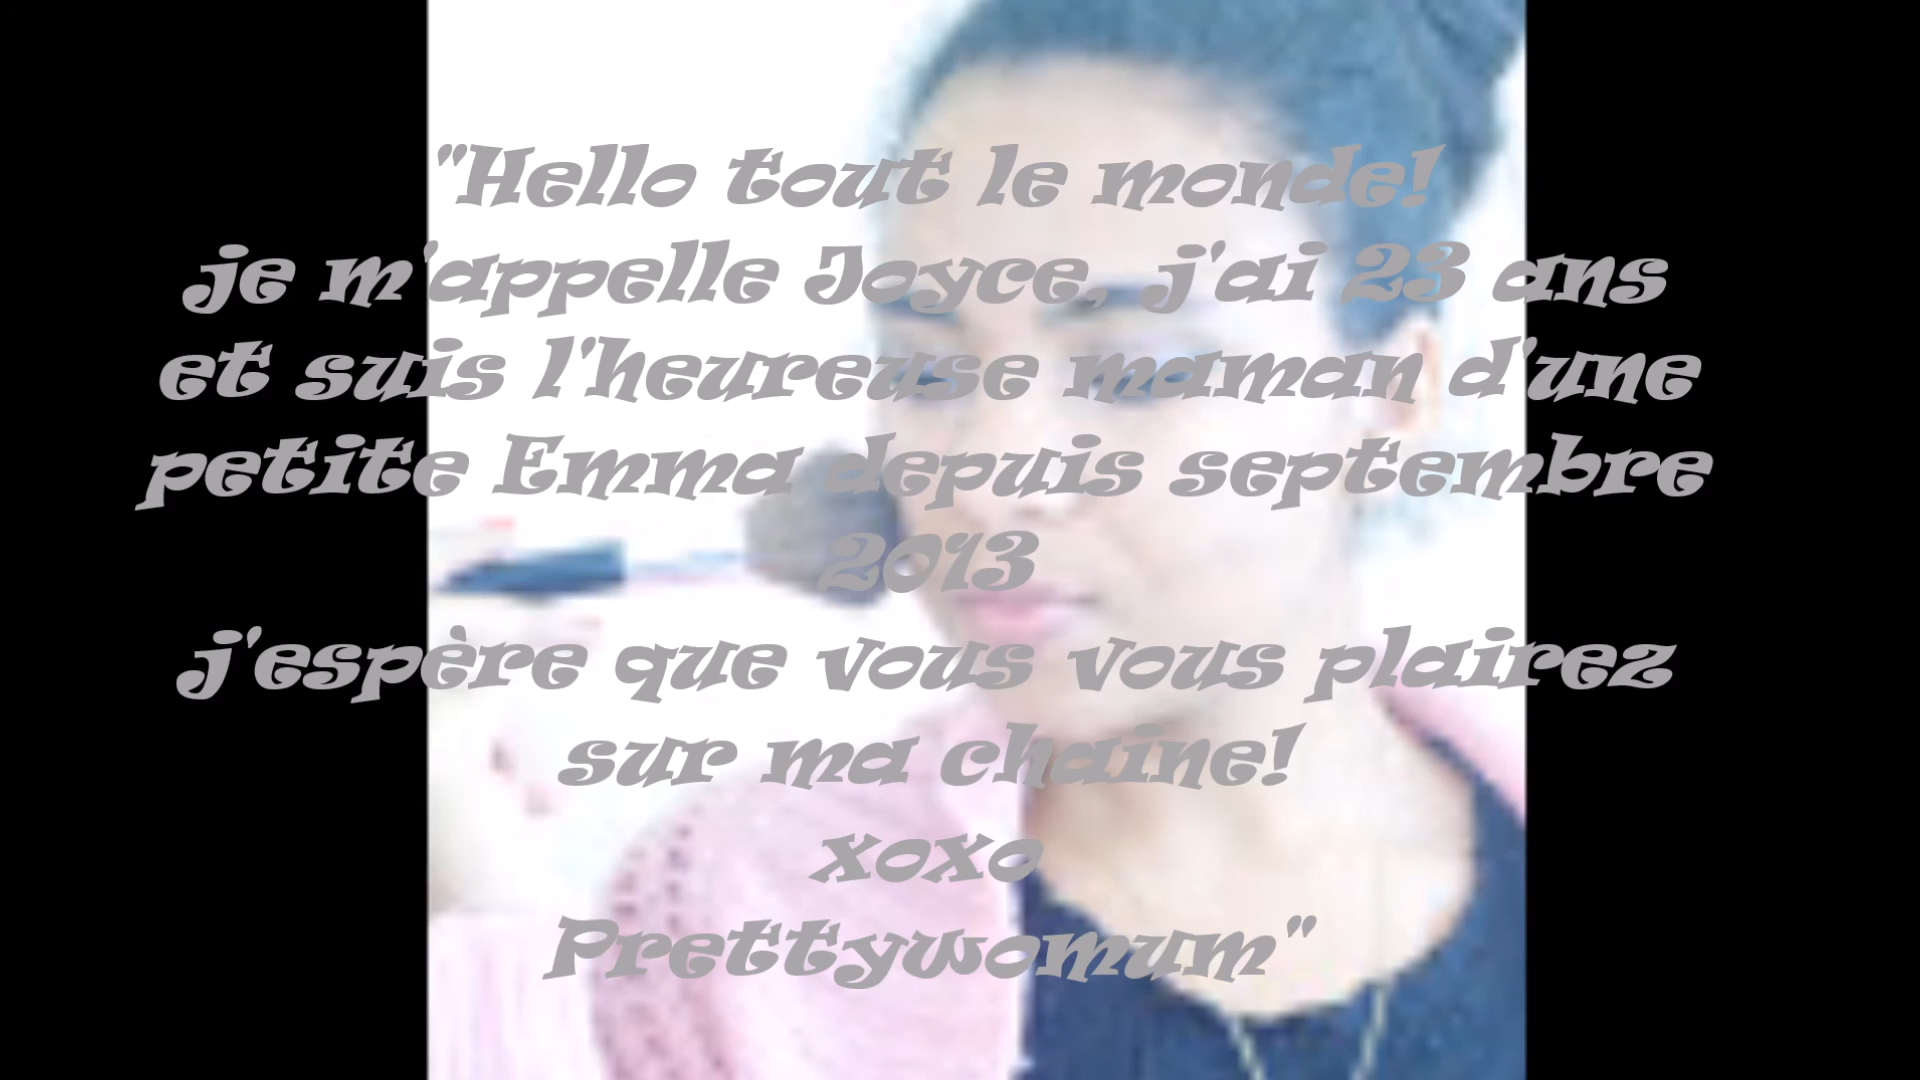 "Hello tout le monde!
je m'appelle Joyce, j'ai 23 ans
et suis l'heureuse maman d'une
petite Emma depuis septembre
2013
j'espère que vous vous plairez
sur ma chaine!
xoxo
Prettywomum"